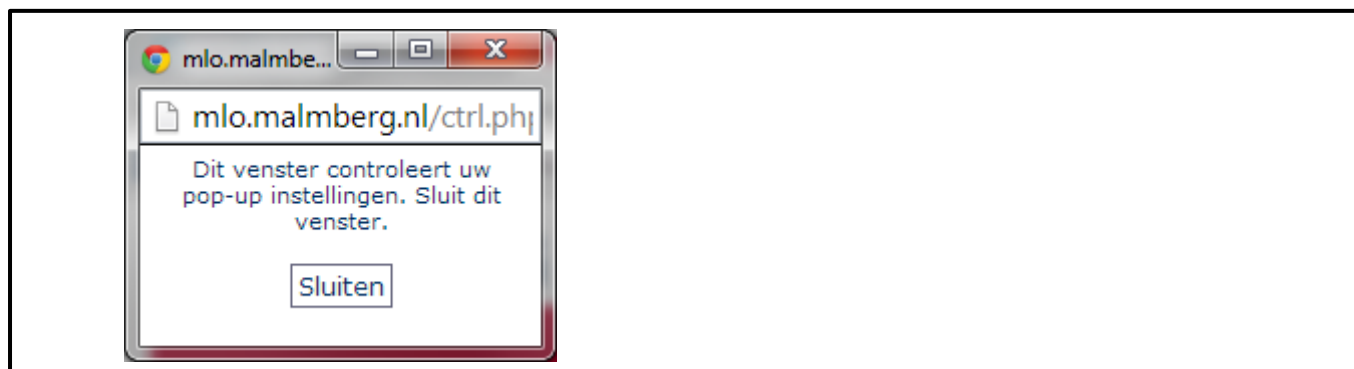 mlo.malmbe...
mlo.malmberg.nl/ctrl.php
Dit venster controleert uw
pop-up instellingen. Sluit dit
venster.
Sluiten